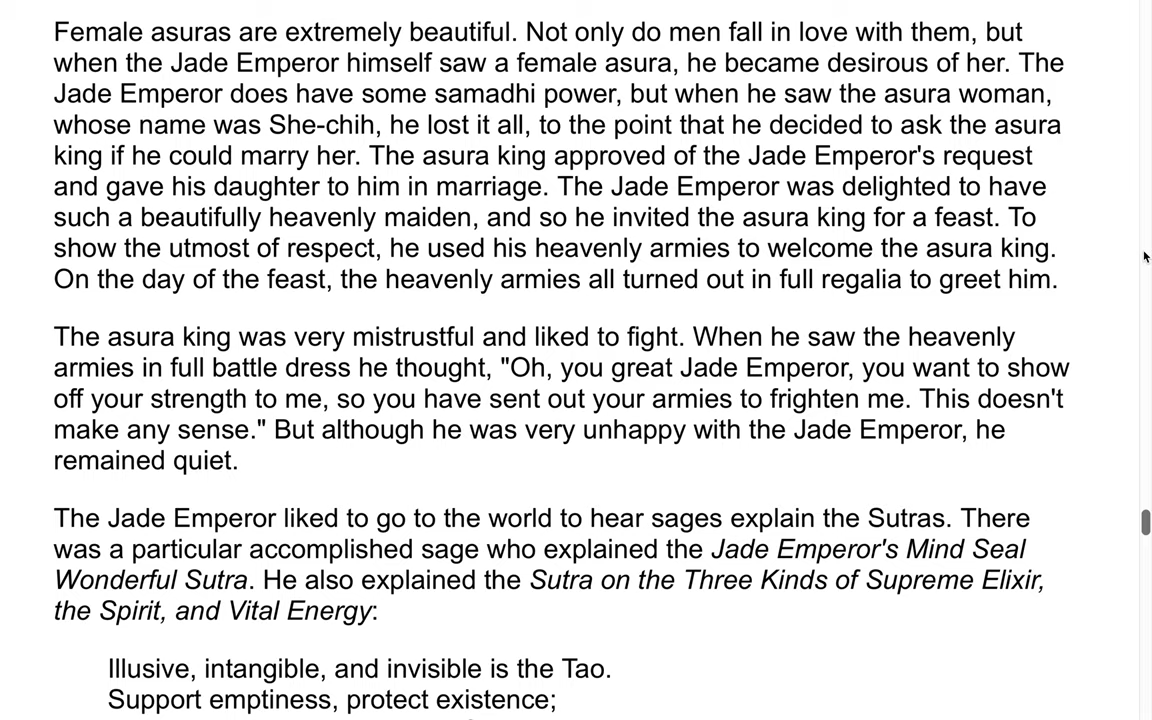 Female asuras are extremely beautiful. Not only do men fall in love with them, but
when the Jade Emperor himself saw a female asura, he became desirous of her. The
Jade Emperor does have some samadhi power, but when he saw the asura woman,
whose name was She-chih, he lost it all, to the point that he decided to ask the asura
king if he could marry her. The asura king approved of the Jade Emperor's request
and gave his daughter to him in marriage. The Jade Emperor was delighted to have
such a beautifully heavenly maiden, and so he invited the asura king for a feast. To
show the utmost of respect, he used his heavenly armies to welcome the asura king.
On the day of the feast, the heavenly armies all turned out in full regalia to greet him.
The asura king was very mistrustful and liked to fight. When he saw the heavenly
armies in full battle dress he thought, "Oh, you great Jade Emperor, you want to show
off your strength to me, so you have sent out your armies to frighten me. This doesn't
make any sense." But although he was very unhappy with the Jade Emperor, he
remained quiet.
The Jade Emperor liked to go to the world to hear sages explain the Sutras. There
was a particular accomplished sage who explained the Jade Emperor's Mind Seal
Wonderful Sutra. He also explained the Sutra on the Three Kinds of Supreme Elixir,
the Spirit, and Vital Energy:
Illusive, intangible, and invisible is the Tao.
Support emptiness, protect existence;